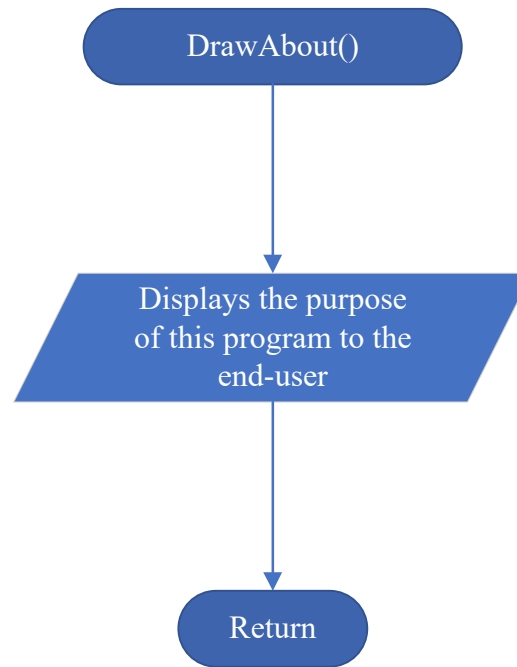 DrawAbout()
Displays the purpose
of this program to the
end-user
Return